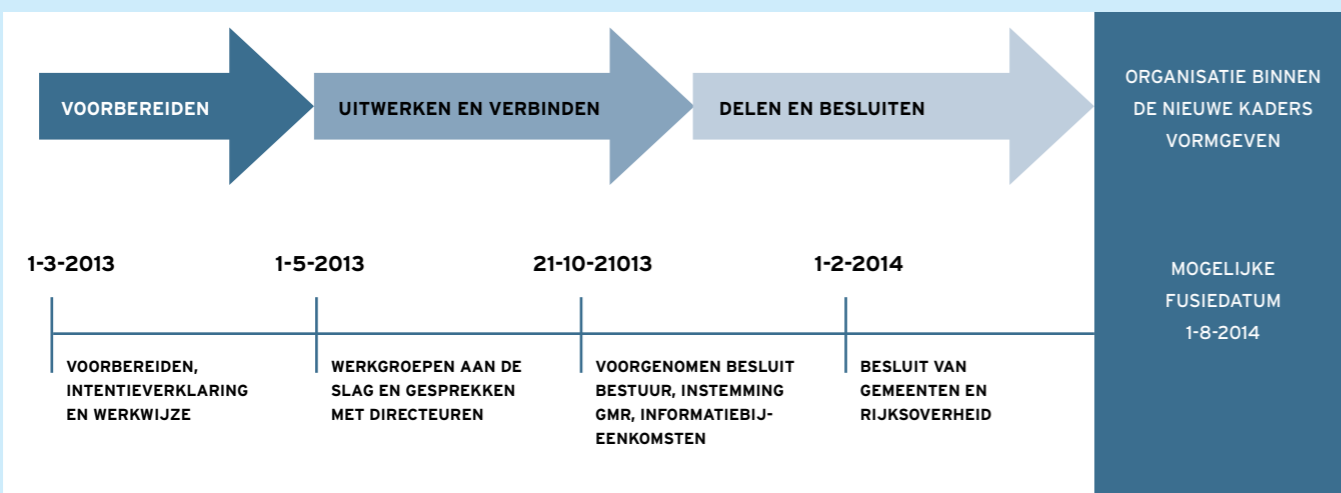 VOORBEREIDEN
UITWERKEN EN VERBINDEN
DELEN EN BESLUITEN
ORGANISATIE BINNEN
DE NIEUWE KADERS
VORMGEVEN
1-3-2013
1-5-2013
21-10-21013
1-2-2014
MOGELIJKE
FUSIEDATUM
1-8-2014
VOORBEREIDEN,
INTENTIEVERKLARING
EN WERKWIJZE
WERKGROEPEN AAN DE
SLAG EN GESPREKKEN
MET DIRECTEUREN
VOORGENOMEN BESLUIT
BESTUUR, INSTEMMING
GMR, INFORMATIEBIJ-
EENKOMSTEN
BESLUIT VAN
GEMEENTEN EN
RIJKSOVERHEID